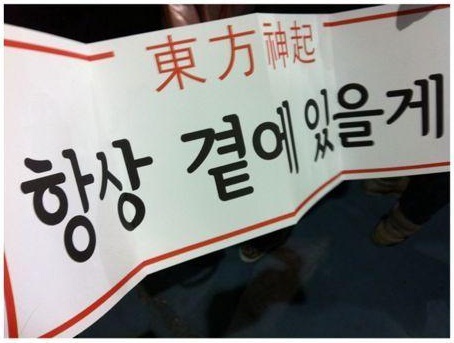 東方神起
항상 곁에 있을게